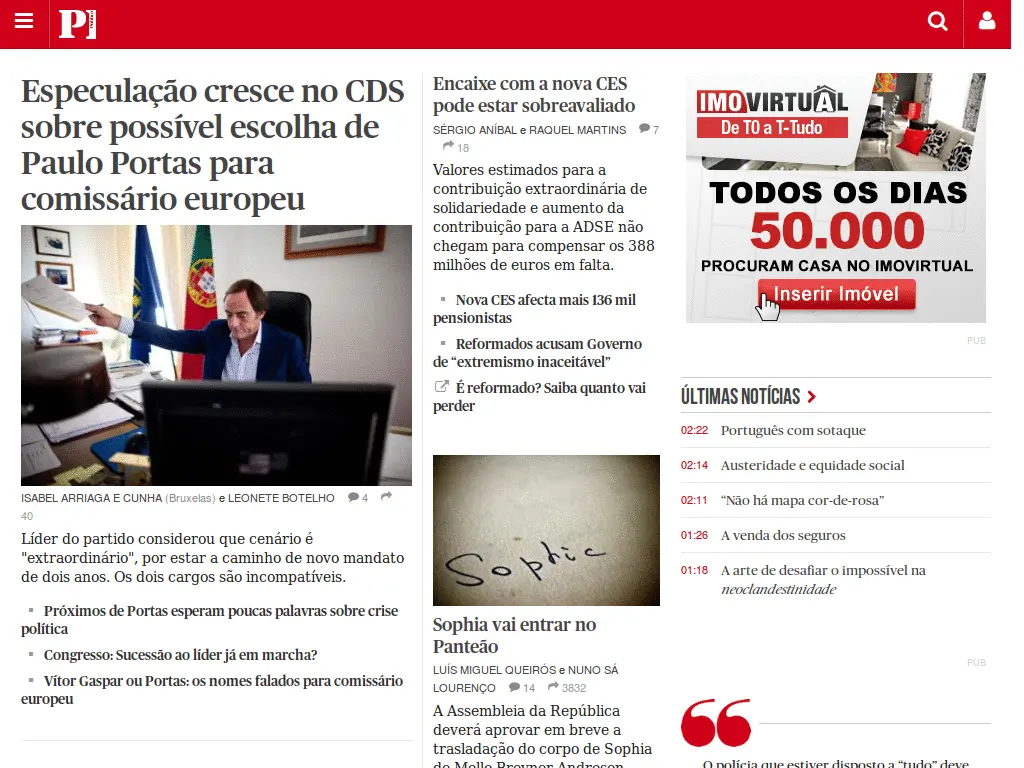 P
Especulação cresce no CDS
sobre possível escolha de
Paulo Portas para
comissário europeu
ISABEL ARRIAGA E CUNHA (Bruxelas) e LEONETE BOTELHO 4
40
Líder do partido considerou que cenário é
"extraordinário", por estar a caminho de novo mandato
de dois anos. Os dois cargos são incompatíveis.
Próximos de Portas esperam poucas palavras sobre crise
política
Congresso: Sucessão ao líder já em marcha?
Vítor Gaspar ou Portas: os nomes falados para comissário
europeu
Encaixe com a nova CES
pode estar sobreavaliado
SÉRGIO ANÍBAL e RAQUEL MARTINS 7
18
Valores estimados para a
contribuição extraordinária de
solidariedade e aumento da
contribuição para a ADSE não
chegam para compensar os 388
milhões de euros em falta.
Nova CES afecta mais 136 mil
pensionistas
Reformados acusam Governo
de “extremismo inaceitável”
É reformado? Saiba quanto vai
perder
Sophia
Sophia vai entrar no
Panteão
LUÍS MIGUEL QUEIRÓS e NUNO SÁ
LOURENÇO 14 3832
A Assembleia da República
deverá aprovar em breve a
trasladação do corpo de Sophia
de Mello Breyner Andresen
IMOVIRTUAL
De T0 a T-Tudo
TODOS OS DIAS
50.000
PROCURAM CASA NO IMOVIRTUAL
Inserir Imóvel
PUB
ÚLTIMAS NOTÍCIAS
02:22 Português com sotaque
02:14 Austeridade e equidade social
02:11 “Não há mapa cor-de-rosa”
01:26 A venda dos seguros
01:18 A arte de desafiar o impossível na
neoclandestinidade
PUB
O polícia que estiver disposto a “tudo” deve